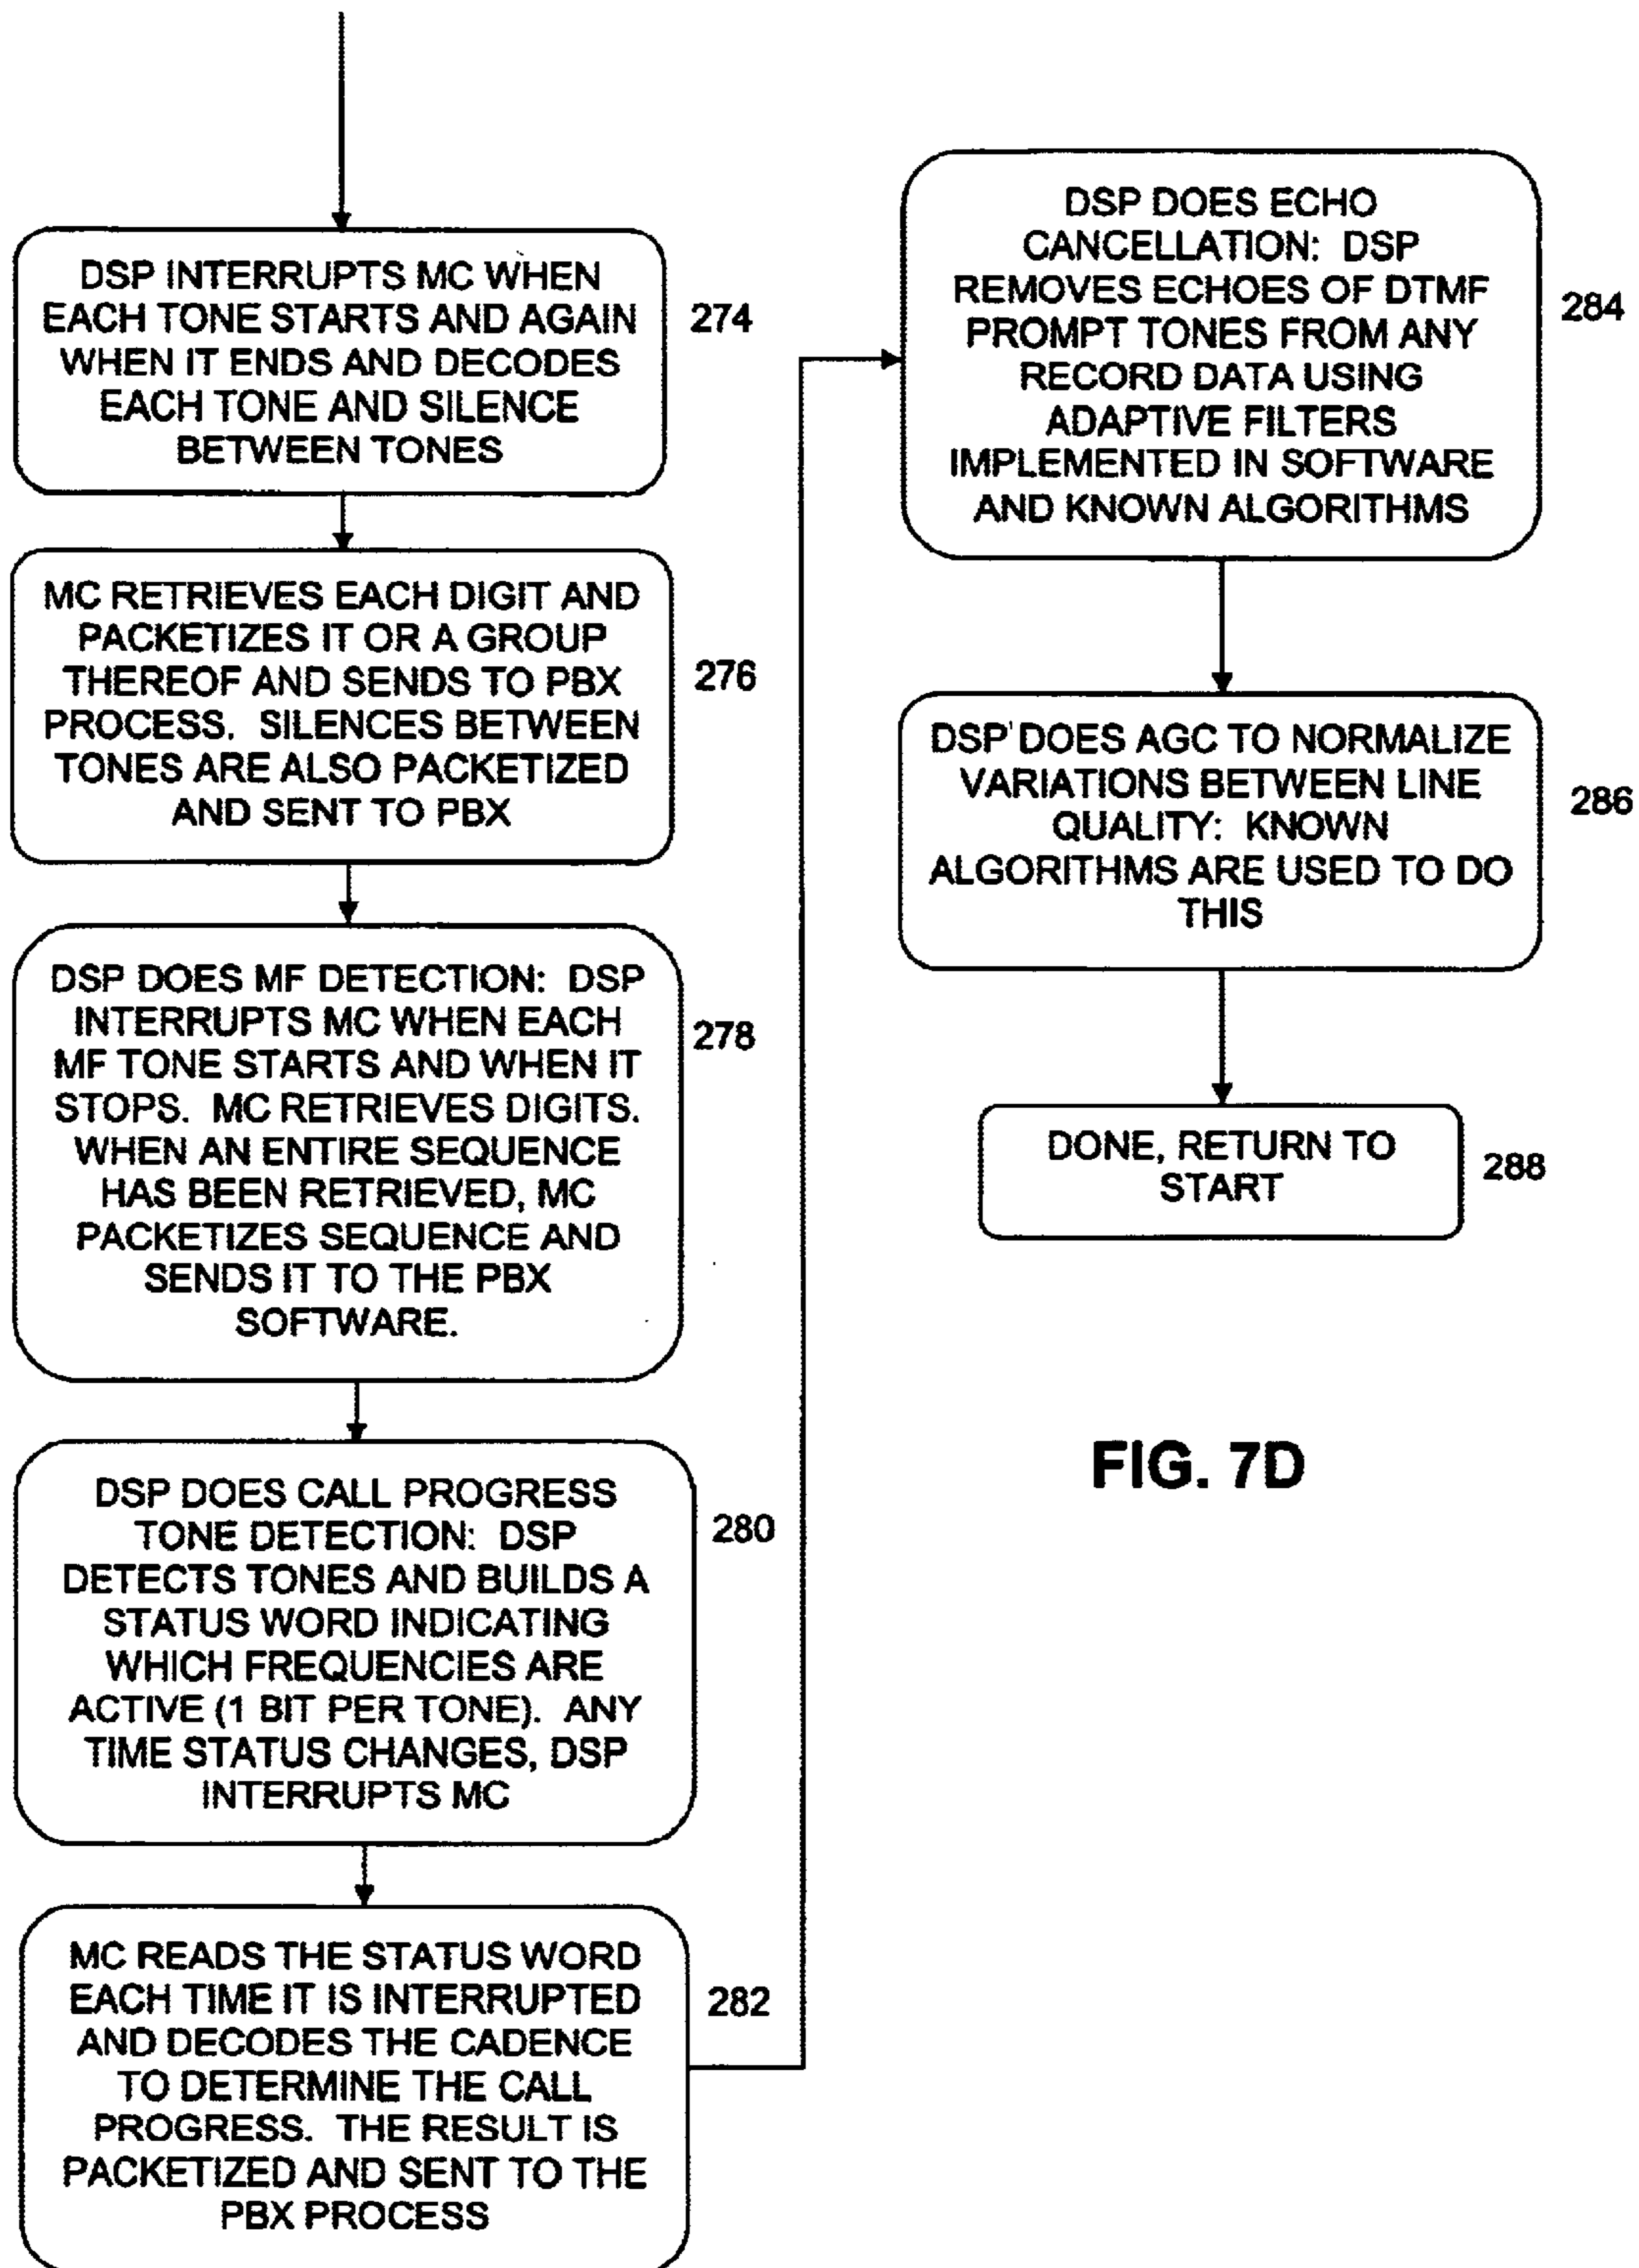 DSP INTERRUPTS MC WHEN
EACH TONE STARTS AND AGAIN
WHEN IT ENDS AND DECODES
EACH TONE AND SILENCE
BETWEEN TONES
274
MC RETRIEVES EACH DIGIT AND
PACKETIZES IT OR A GROUP
THEREOF AND SENDS TO PBX
PROCESS. SILENCES BETWEEN
TONES ARE ALSO PACKETIZED
AND SENT TO PBX
276
DSP DOES MF DETECTION: DSP
INTERRUPTS MC WHEN EACH
MF TONE STARTS AND WHEN IT
STOPS. MC RETRIEVES DIGITS.
WHEN AN ENTIRE SEQUENCE
HAS BEEN RETRIEVED, MC
PACKETIZES SEQUENCE AND
SENDS IT TO THE PBX
SOFTWARE.
278
DSP DOES CALL PROGRESS
TONE DETECTION: DSP
DETECTS TONES AND BUILDS A
STATUS WORD INDICATING
WHICH FREQUENCIES ARE
ACTIVE (1 BIT PER TONE). ANY
TIME STATUS CHANGES, DSP
INTERRUPTS MC
280
MC READS THE STATUS WORD
EACH TIME IT IS INTERRUPTED
AND DECODES THE CADENCE
TO DETERMINE THE CALL
PROGRESS. THE RESULT IS
PACKETIZED AND SENT TO THE
PBX PROCESS
282
DSP DOES ECHO
CANCELLATION: DSP
REMOVES ECHOES OF DTMF
PROMPT TONES FROM ANY
RECORD DATA USING
ADAPTIVE FILTERS
IMPLEMENTED IN SOFTWARE
AND KNOWN ALGORITHMS
284
DSP DOES AGC TO NORMALIZE
VARIATIONS BETWEEN LINE
QUALITY: KNOWN
ALGORITHMS ARE USED TO DO
THIS
286
DONE, RETURN TO
START
288
FIG. 7D